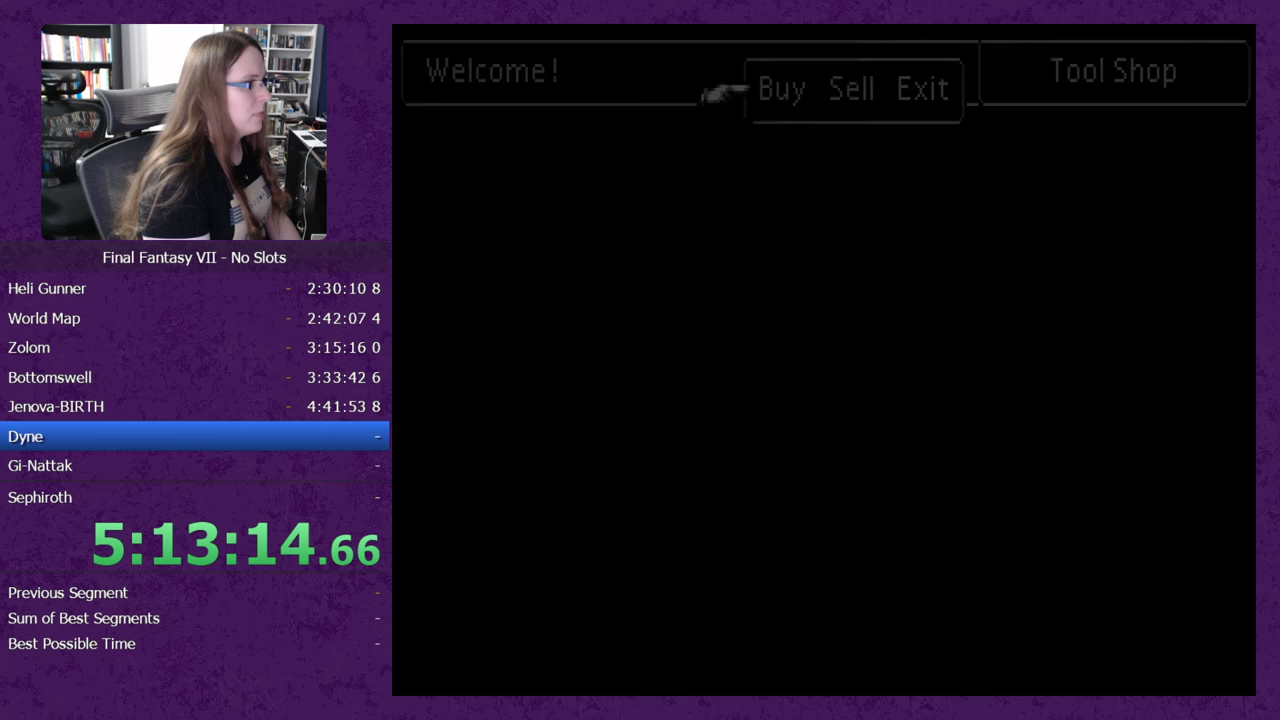 Welcome!
Buy Sell Exit
Tool Shop
Final Fantasy VII - No Slots
Heli Gunner - 2:30:10 8
World Map - 2:42:07 4
Zolom - 3:15:16 0
Bottomswell - 3:33:42 6
Jenova-BIRTH - 4:41:53 8
Dyne -
Gi-Nattak -
Sephiroth -
5:13:14.66
Previous Segment -
Sum of Best Segments -
Best Possible Time -